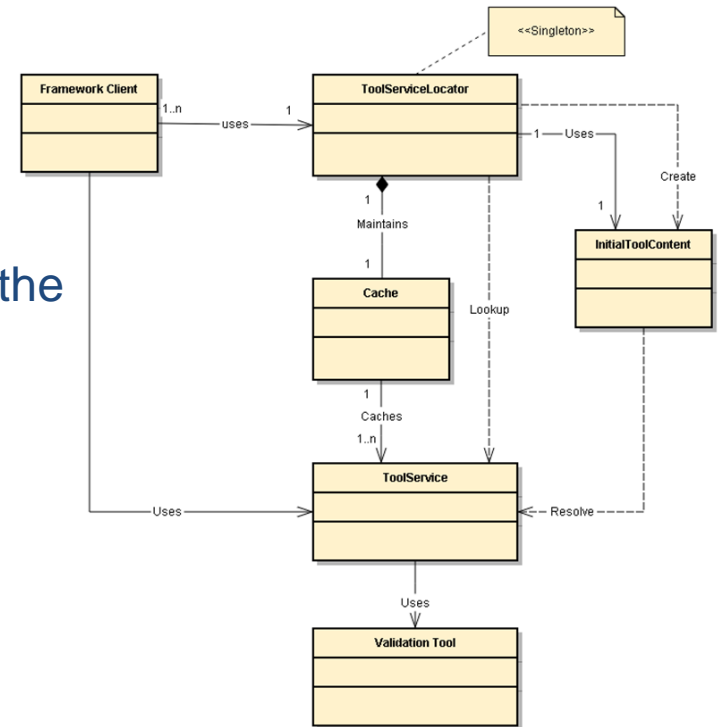 <<Singleton>>
Framework Client
ToolServiceLocator
1..n
uses
1
1
Uses
Create
1
1
Maintains
InitialToolContent
the
1
Cache
Lookup
1
Caches
1..n
ToolService
Uses
Resolve
Uses
Validation Tool